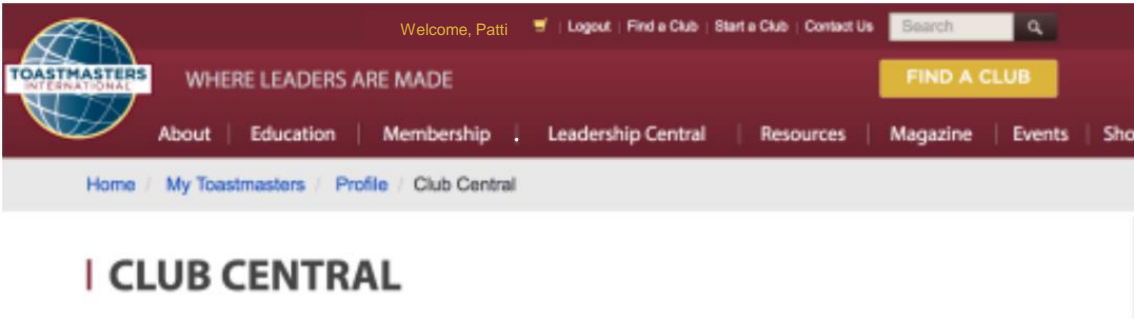 Welcome, Patti | Logout | Find a Club | Start a Club | Contact Us Search
TOASTMASTERS
INTERNATIONAL
WHERE LEADERS ARE MADE
FIND A CLUB
About | Education | Membership . Leadership Central | Resources | Magazine | Events | Sho
Home / My Toastmasters / Profile / Club Central
CLUB CENTRAL